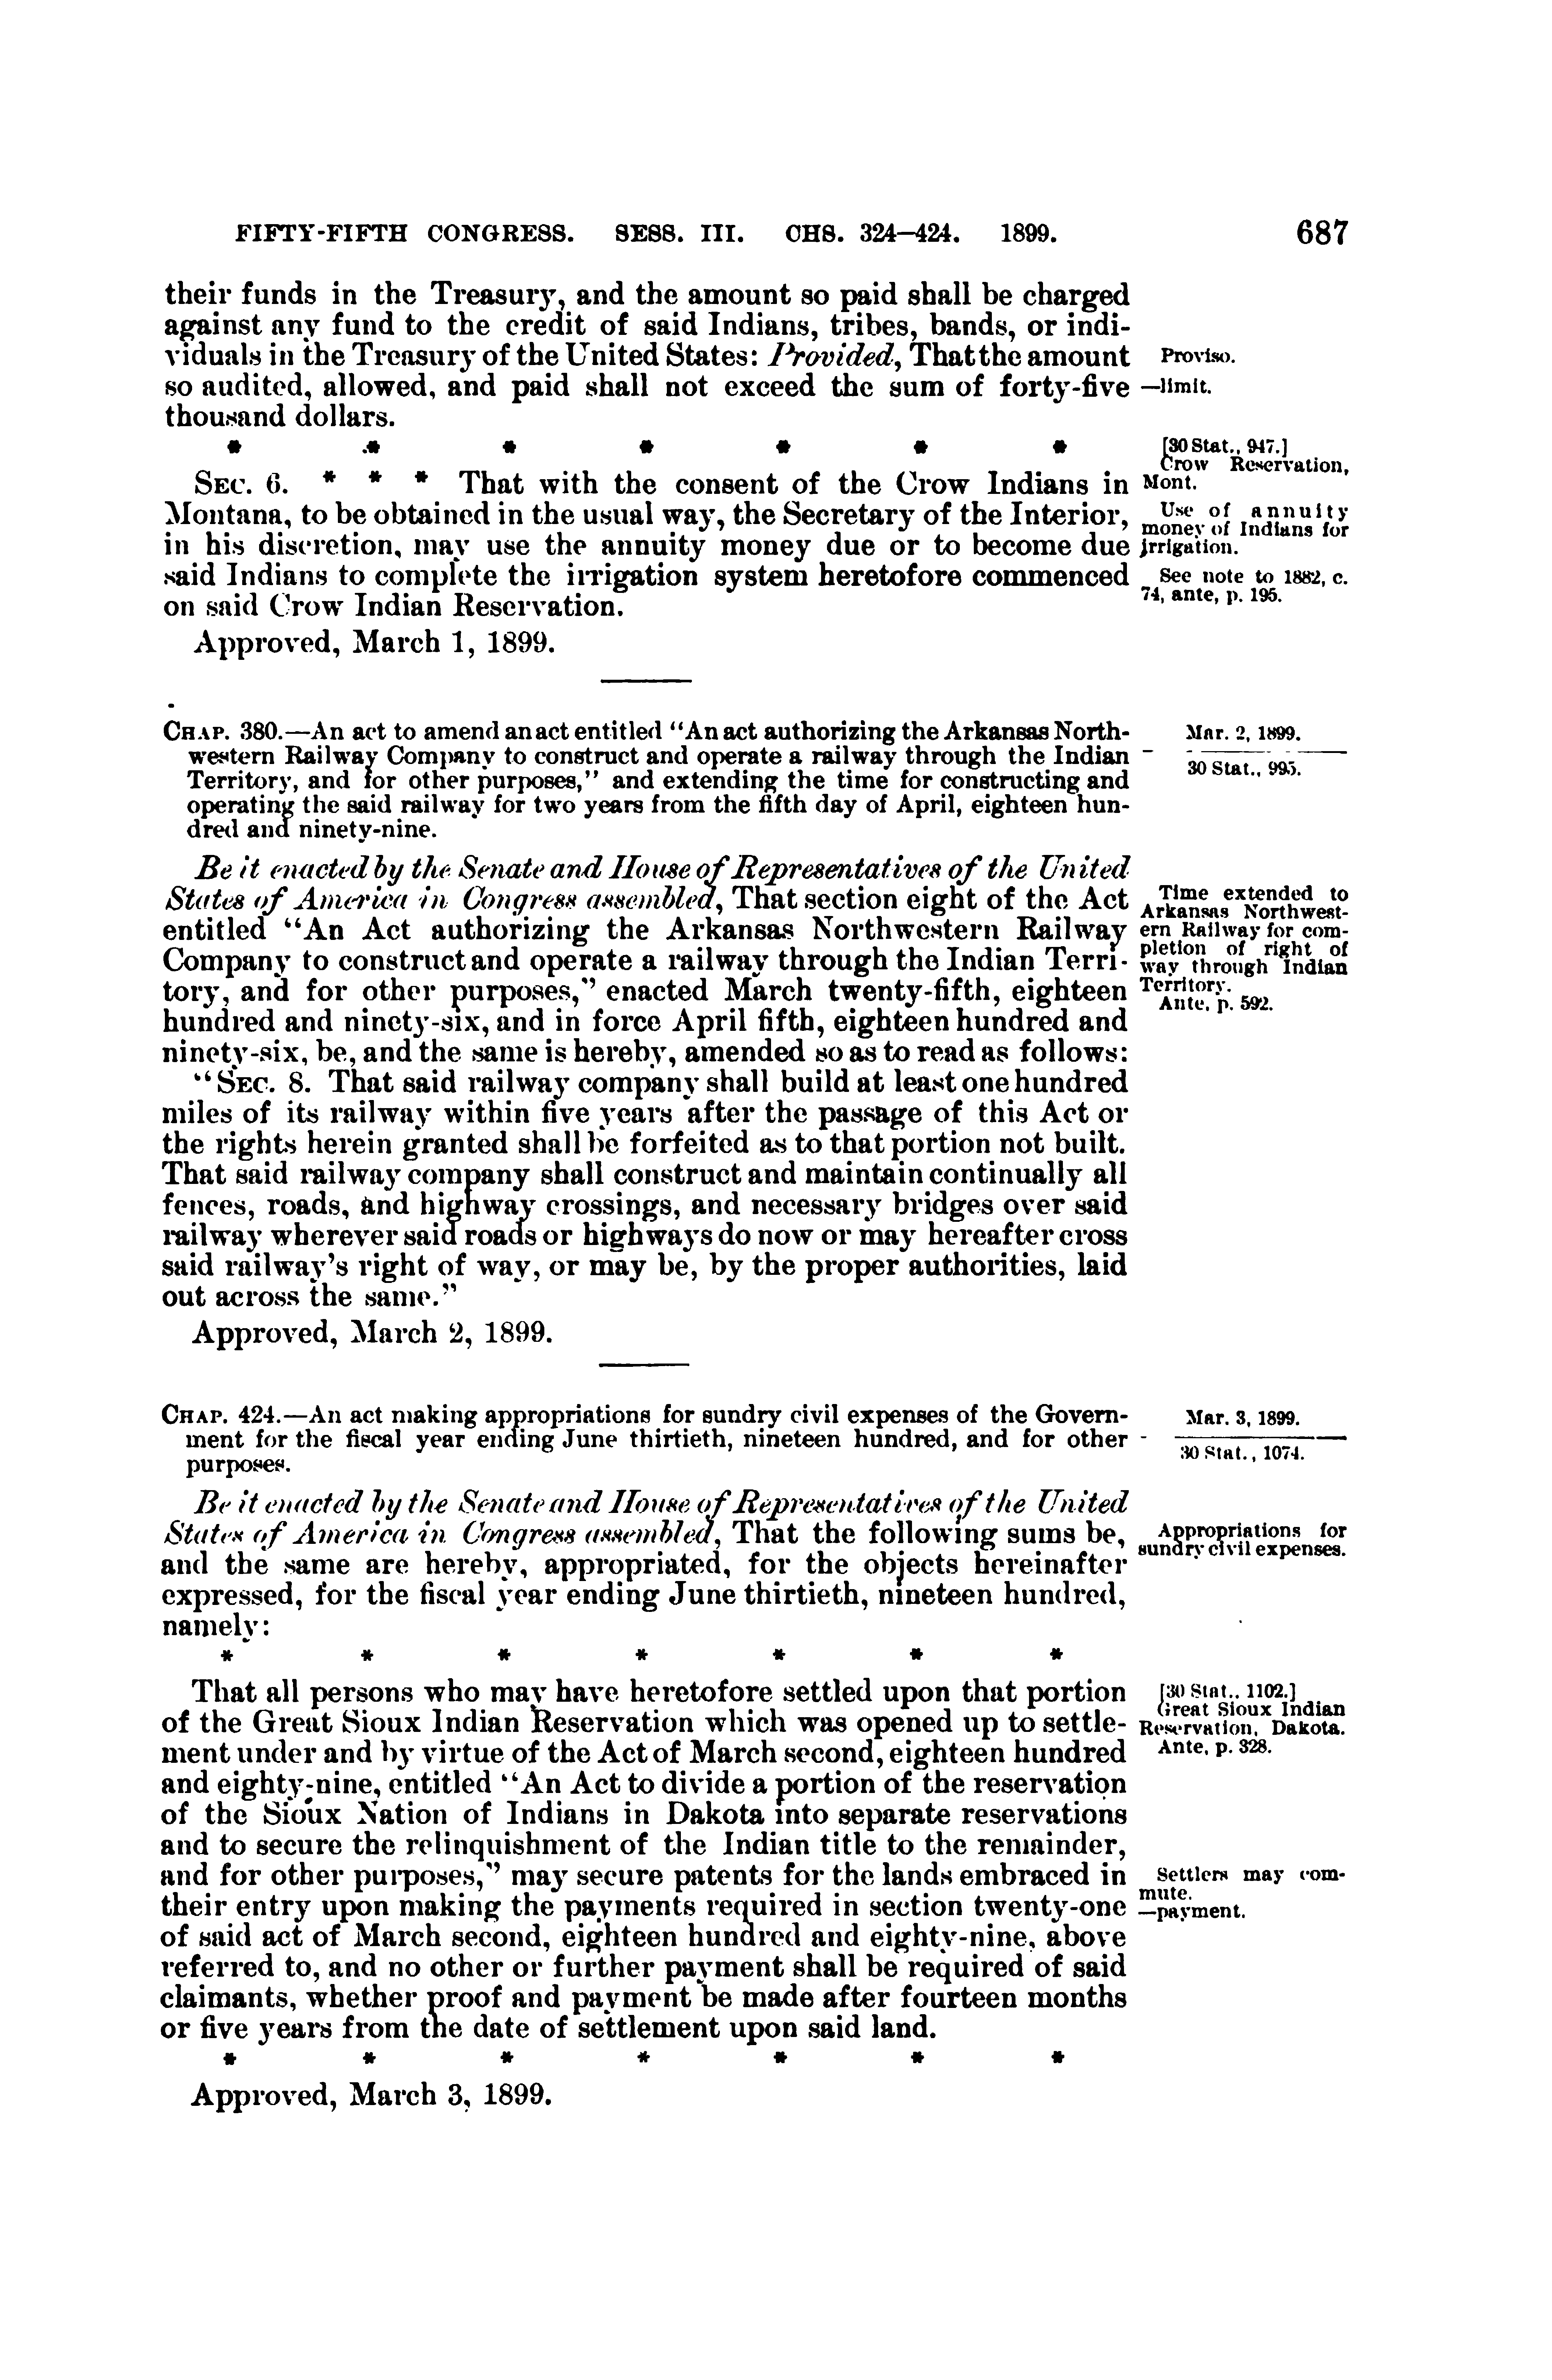 FIFTY-FIFTH CONGRESS. SESS. III. CHS. 324–424. 1899. 687
their funds in the Treasury, and the amount so paid shall be charged
against any fund to the credit of said Indians, tribes, bands, or indi-
viduals in the Treasury of the United States: Provided, That the amount
so audited, allowed, and paid shall not exceed the sum of forty-five
thousand dollars.
Proviso.
—limit.
* * * * * * *
SEC. 6. * * * That with the consent of the Crow Indians in
Montana, to be obtained in the usual way, the Secretary of the Interior,
in his discretion, may use the annuity money due or to become due
said Indians to complete the irrigation system heretofore commenced
on said Crow Indian Reservation.
[30 Stat., 947.]
Crow Reservation,
Mont.
Use of annuity
money of Indians for
irrigation.
See note to 1882, c.
74, ante, p. 195.
Approved, March 1, 1899.
CHAP. 380.—An act to amend an act entitled "An act authorizing the Arkansas North-
western Railway Company to construct and operate a railway through the Indian
Territory, and for other purposes," and extending the time for constructing and
operating the said railway for two years from the fifth day of April, eighteen hun-
dred and ninety-nine.
Mar. 2, 1899.
30 Stat., 995.
Be it enacted by the Senate and House of Representatives of the United
States of America in Congress assembled, That section eight of the Act
entitled "An Act authorizing the Arkansas Northwestern Railway
Company to construct and operate a railway through the Indian Terri-
tory, and for other purposes," enacted March twenty-fifth, eighteen
hundred and ninety-six, and in force April fifth, eighteen hundred and
ninety-six, be, and the same is hereby, amended so as to read as follows:
Time extended to
Arkansas Northwest-
ern Railway for com-
pletion of right of
way through Indian
Territory.
Ante, p. 592.
"SEC. 8. That said railway company shall build at least one hundred
miles of its railway within five years after the passage of this Act or
the rights herein granted shall be forfeited as to that portion not built.
That said railway company shall construct and maintain continually all
fences, roads, and highway crossings, and necessary bridges over said
railway wherever said roads or highways do now or may hereafter cross
said railway's right of way, or may be, by the proper authorities, laid
out across the same."
Approved, March 2, 1899.
CHAP. 424.—An act making appropriations for sundry civil expenses of the Govern-
ment for the fiscal year ending June thirtieth, nineteen hundred, and for other
purposes.
Mar. 3, 1899.
30 Stat., 1074.
Be it enacted by the Senate and House of Representatives of the United
States of America in Congress assembled, That the following sums be,
and the same are hereby, appropriated, for the objects hereinafter
expressed, for the fiscal year ending June thirtieth, nineteen hundred,
namely:
Appropriations for
sundry civil expenses.
* * * * * * *
That all persons who may have heretofore settled upon that portion
of the Great Sioux Indian Reservation which was opened up to settle-
ment under and by virtue of the Act of March second, eighteen hundred
and eighty-nine, entitled "An Act to divide a portion of the reservation
of the Sioux Nation of Indians in Dakota into separate reservations
and to secure the relinquishment of the Indian title to the remainder,
and for other purposes," may secure patents for the lands embraced in
their entry upon making the payments required in section twenty-one
of said act of March second, eighteen hundred and eighty-nine, above
referred to, and no other or further payment shall be required of said
claimants, whether proof and payment be made after fourteen months
or five years from the date of settlement upon said land.
[30 Stat., 1102.]
Great Sioux Indian
Reservation, Dakota.
Ante, p. 328.
Settlers may com-
mute.
—payment.
* * * * * * *
Approved, March 3, 1899.